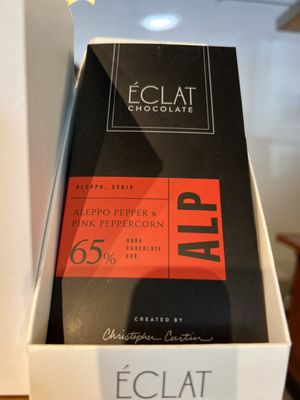 ÉCLAT
CHOCOLATE
ALEPPO, SYRIA
ALEPPO PEPPER &
PINK PEPPERCORN
65%
DARK
CHOCOLATE
BAR
ALP
CREATED BY
Christopher Curtin
ÉCLAT